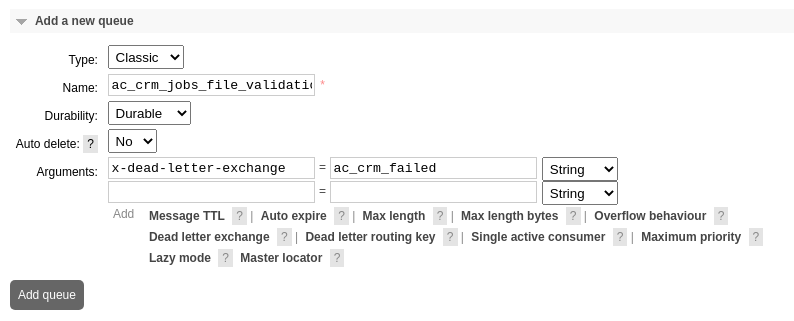 Add a new queue
Type: Classic
Name: ac_crm_jobs_file_validatic *
Durability: Durable
Auto delete: ? No
Arguments: x-dead-letter-exchange = ac_crm_failed String
= String
Add Message TTL ? | Auto expire ? | Max length ? | Max length bytes ? | Overflow behaviour ?
Dead letter exchange ? | Dead letter routing key ? | Single active consumer ? | Maximum priority ?
Lazy mode ? Master locator ?
Add queue